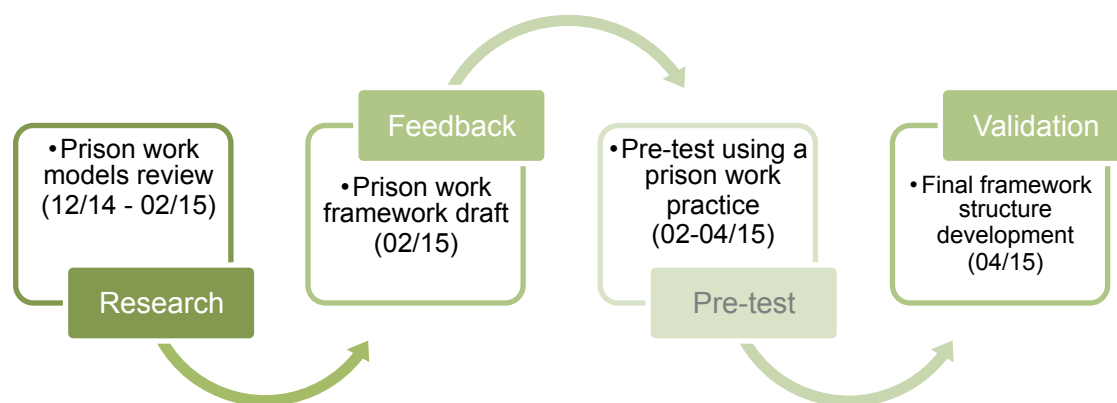 •Prison work
models review
(12/14 - 02/15)
Research
Feedback
•Prison work
framework draft
(02/15)
•Pre-test using a
prison work
practice
(02-04/15)
Pre-test
Validation
•Final framework
structure
development
(04/15)